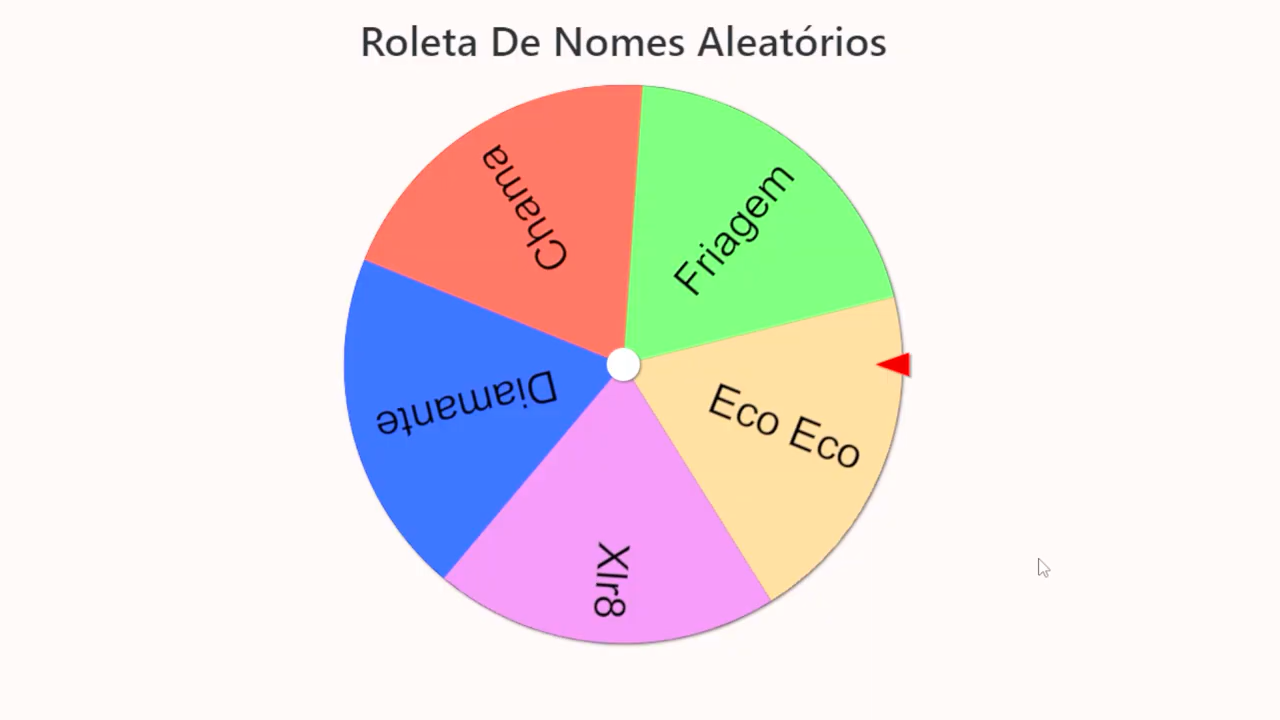 Roleta De Nomes Aleatórios
Chama
Friagem
Diamante
Eco Eco
Xlr8